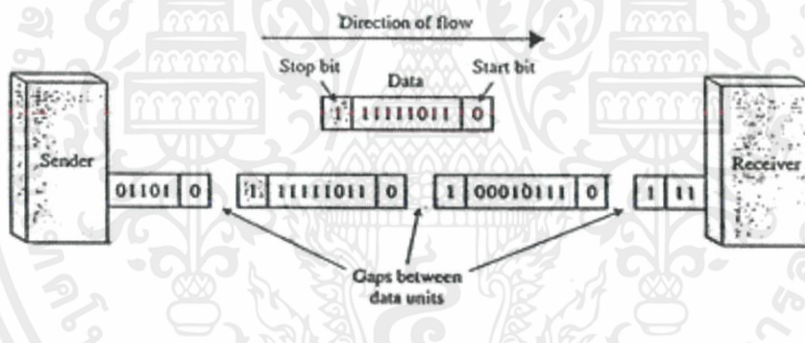 Direction of flow
Stop bit Data Start bit
1 11111011 0
Sender
Receiver
01101 0 11 11111011 0 1 00010111 0 1 11
Gaps between
data units